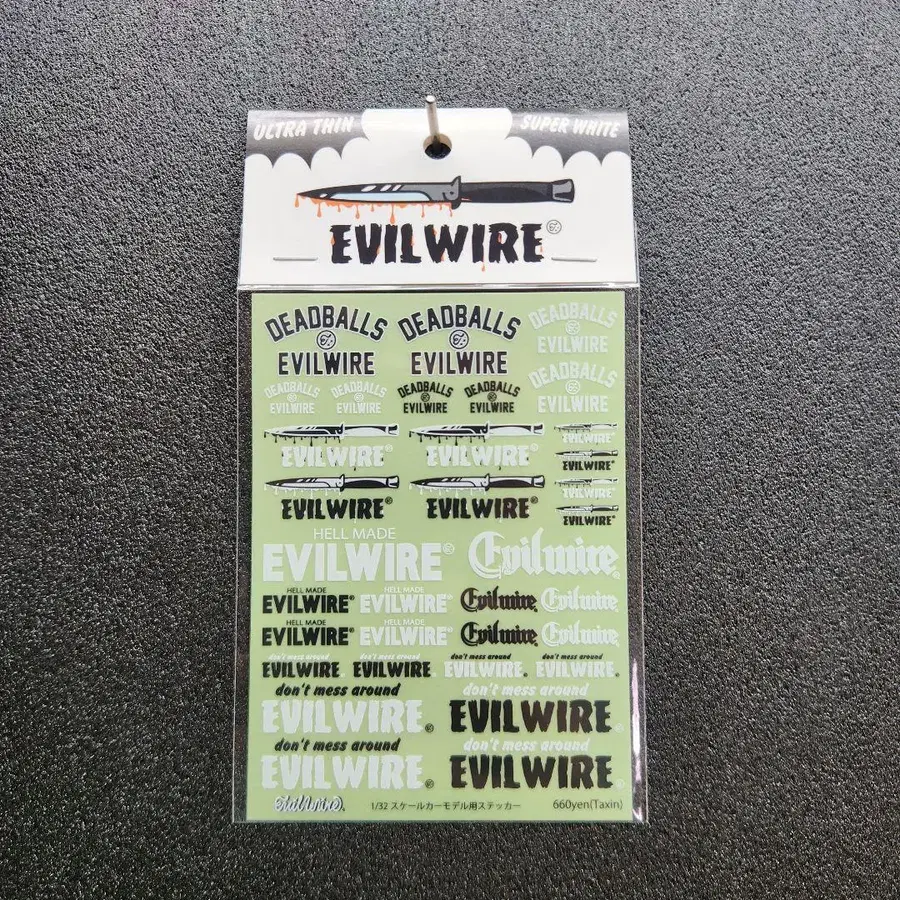 ULTRA THIN SUPER WHITE
EVILWIRE
DEADBALLS DEADBALLS DEADBALLS
EVILWIRE EVILWIRE EVILWIRE
DEADBALLS DEADBALLS DEADBALLS DEADBALLS DEADBALLS
EVILWIRE EVILWIRE EVILWIRE EVILWIRE EVILWIRE
EVILWIRE® EVILWIRE® EVILWIRE
EVILWIRE
EVILWIRE® EVILWIRE® EVILWIRE
EVILWIRE
HELL MADE
EVILWIRE Evilwire
HELL MADE HELL MADE
EVILWIRE® EVILWIRE® Evilwire Evilwire
HELL MADE HELL MADE
EVILWIRE® EVILWIRE® Evilwire Evilwire
don't mess around don't mess around don't mess around don't mess around
EVILWIRE EVILWIRE EVILWIRE EVILWIRE
don't mess around don't mess around
EVILWIRE EVILWIRE
don't mess around don't mess around
EVILWIRE EVILWIRE
Evilwire 1/32 スケールカーモデル用ステッカー 660yen(Taxin)